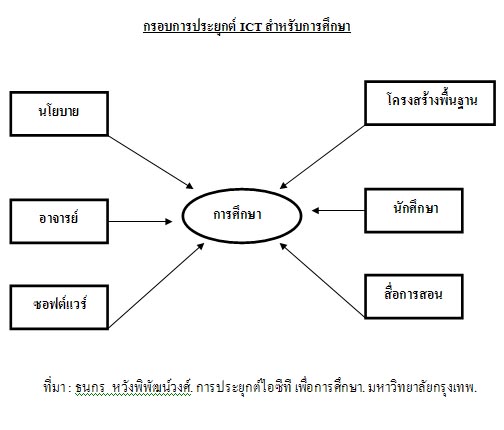 กรอบการประยุกต์ ICT สำหรับการศึกษา
นโยบาย
โครงสร้างพื้นฐาน
อาจารย์
การศึกษา
นักศึกษา
ซอฟต์แวร์
สื่อการสอน
ที่มา : ธนกร หวังพิพัฒน์วงศ์. การประยุกต์ไอซีที เพื่อการศึกษา. มหาวิทยาลัยกรุงเทพ.